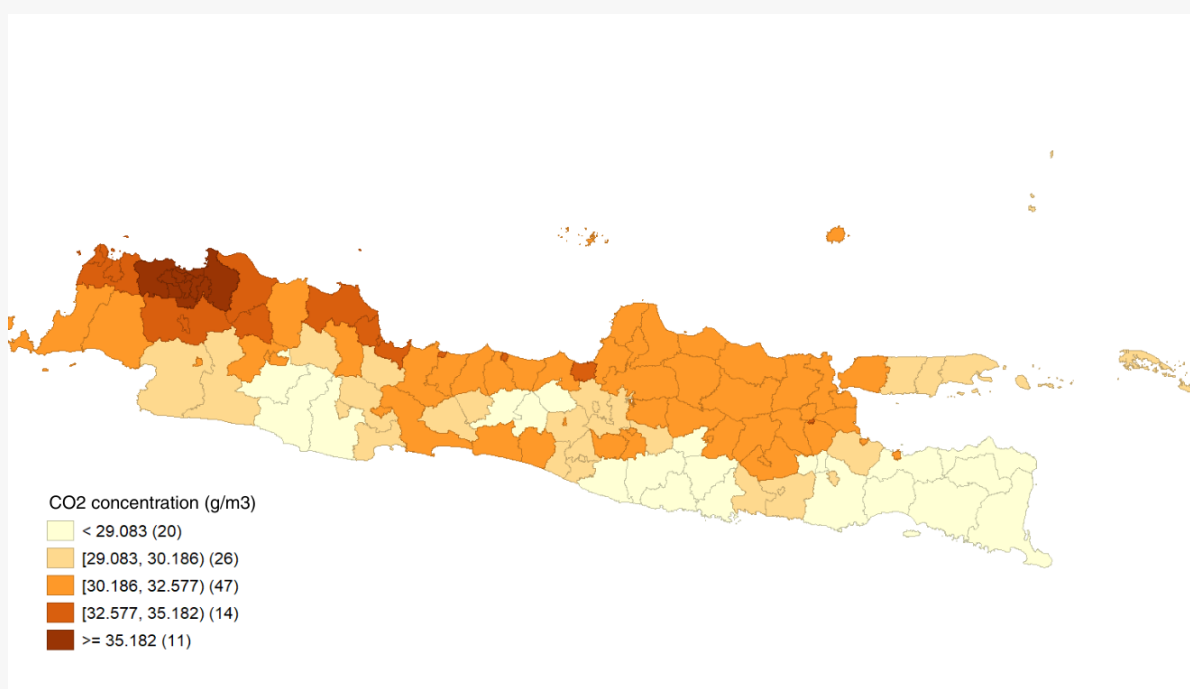 CO2 concentration (g/m3)
< 29.083 (20)
[29.083, 30.186) (26)
[30.186, 32.577) (47)
[32.577, 35.182) (14)
>= 35.182 (11)